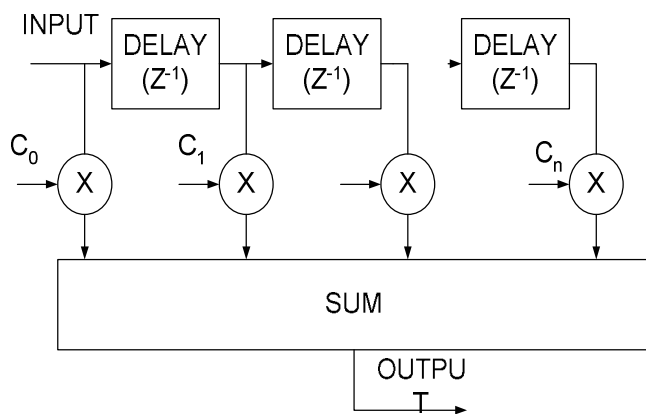 INPUT
DELAY
(Z⁻¹)
DELAY
(Z⁻¹)
DELAY
(Z⁻¹)
C₀
C₁
Cₙ
X
X
X
X
SUM
OUTPU
T